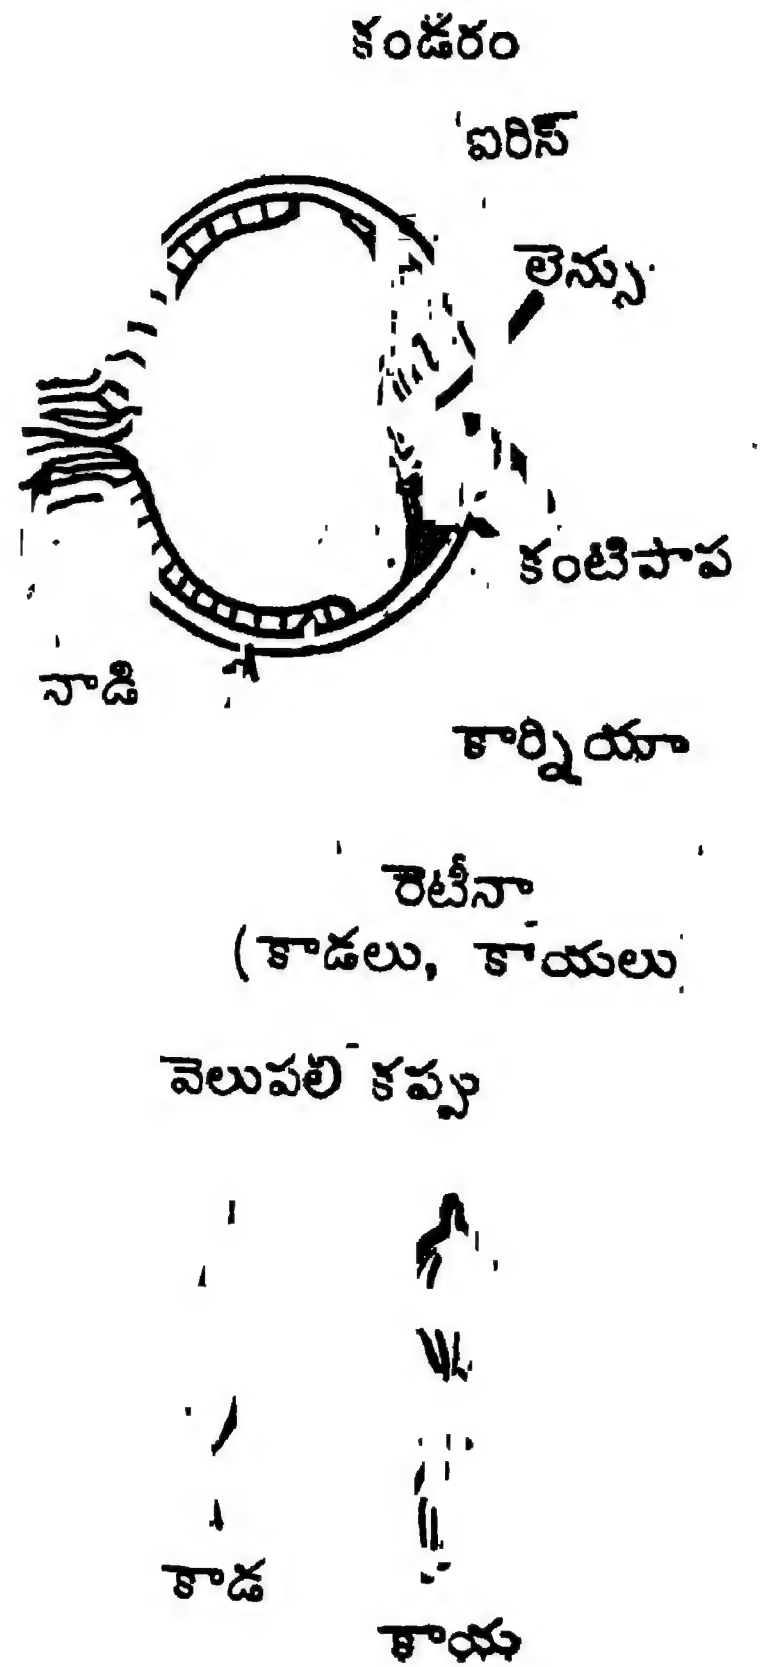 కండరం
ఐరిస్
లెన్సు
కంటిపాప
నాడి
కార్నియా
రెటీనా
(కాడలు, కాయలు
వెలుపలి కప్పు
కాడ
కాయ